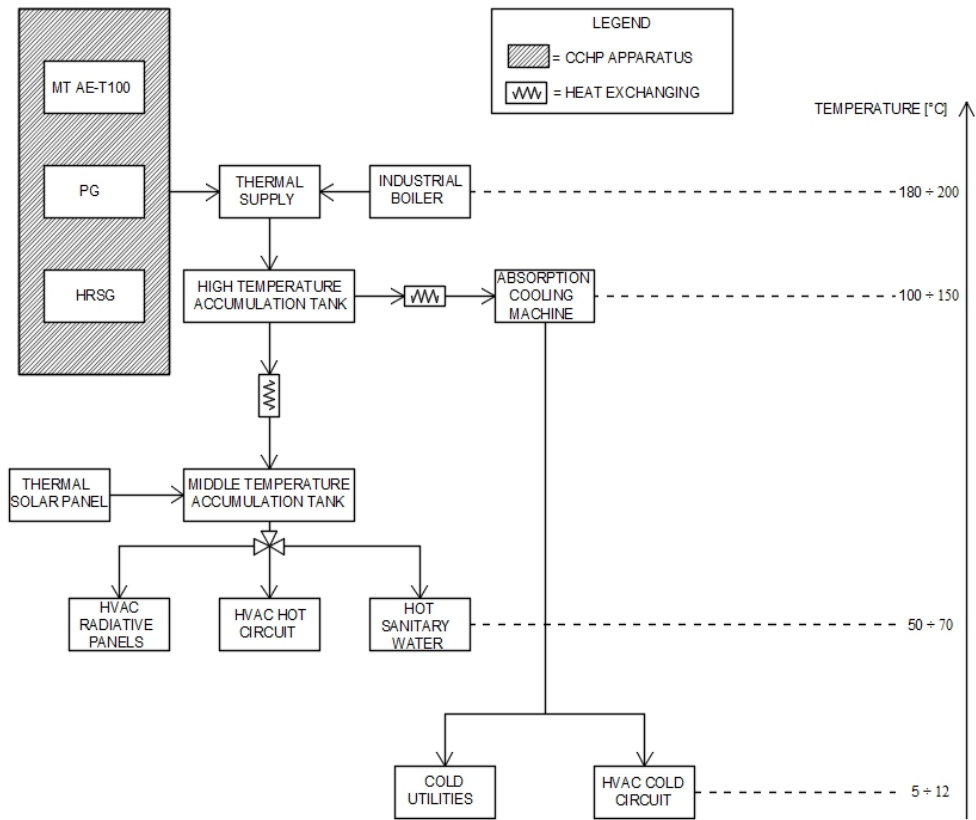 LEGEND
= CCHP APPARATUS
= HEAT EXCHANGING
TEMPERATURE [°C]
MT AE-T100
PG
HRSG
THERMAL
SUPPLY
INDUSTRIAL
BOILER
180 ÷ 200
HIGH TEMPERATURE
ACCUMULATION TANK
ABSORPTION
COOLING
MACHINE
100 ÷ 150
THERMAL
SOLAR PANEL
MIDDLE TEMPERATURE
ACCUMULATION TANK
HVAC
RADIATIVE
PANELS
HVAC HOT
CIRCUIT
HOT
SANITARY
WATER
50 ÷ 70
COLD
UTILITIES
HVAC COLD
CIRCUIT
5 ÷ 12